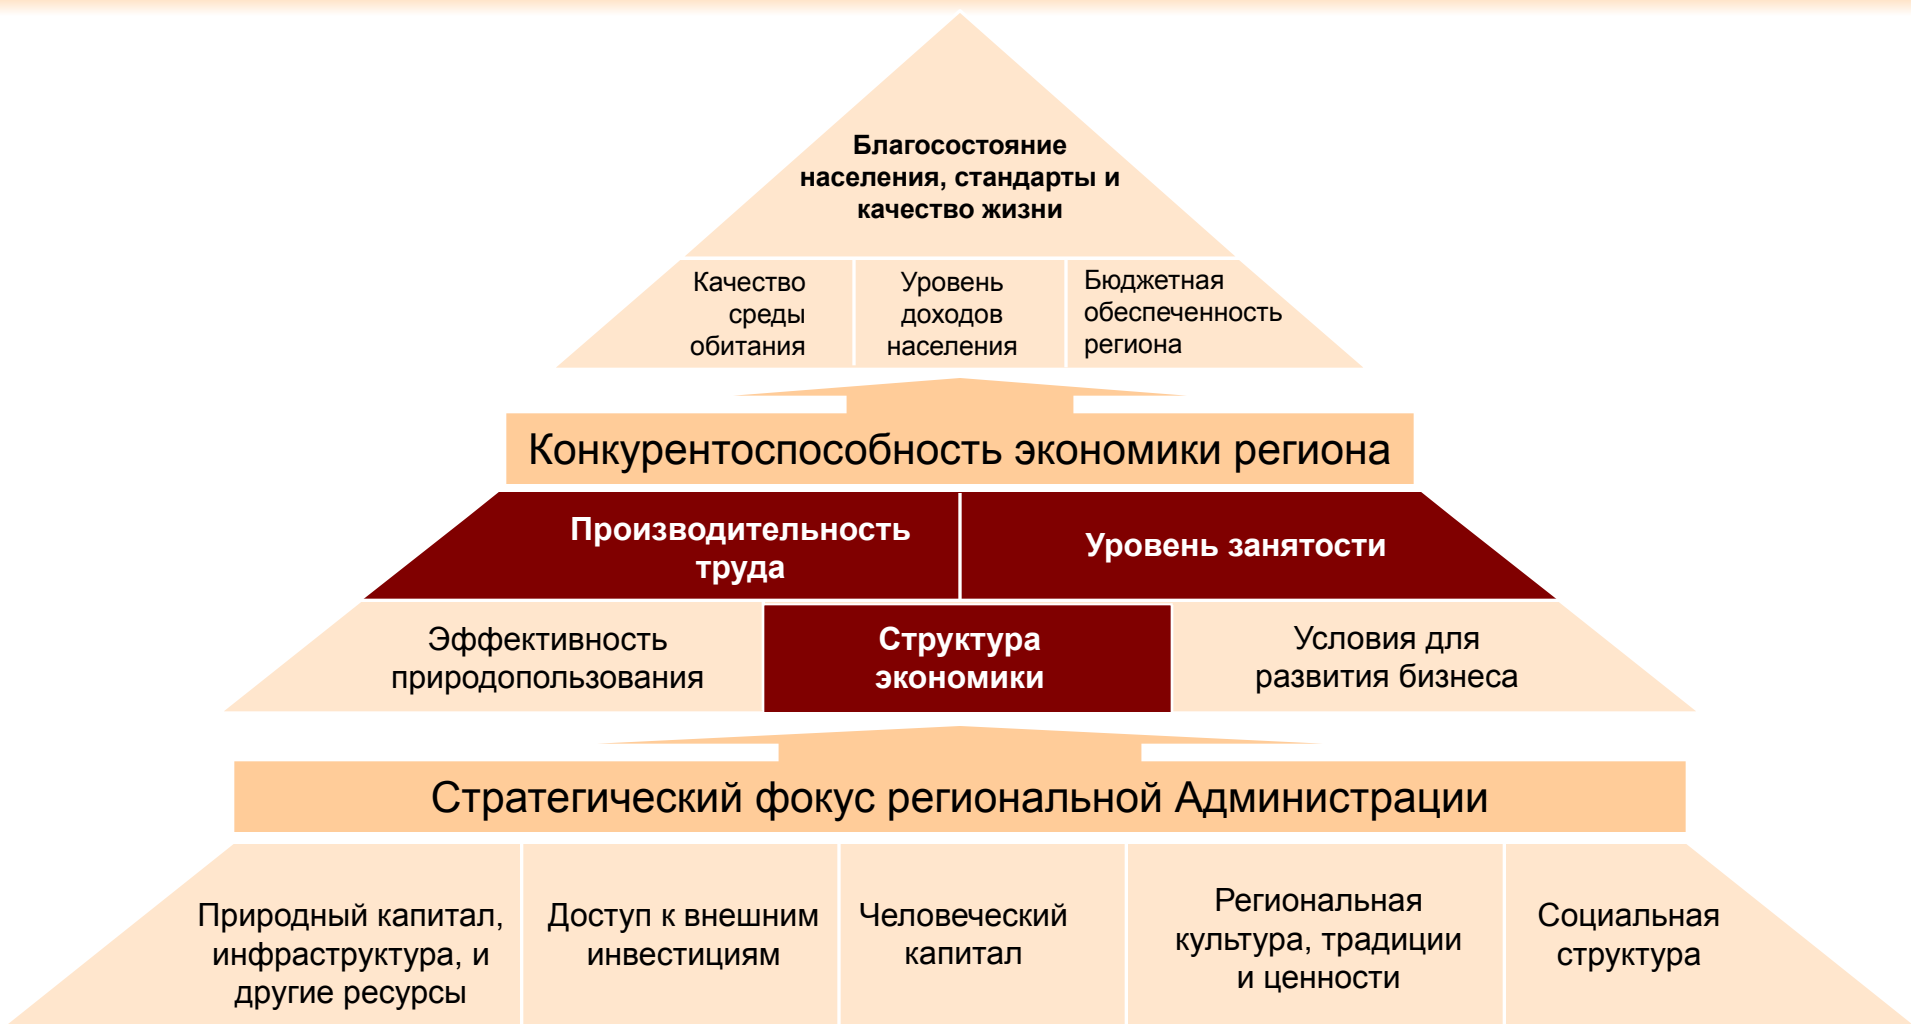 Благосостояние
населения, стандарты и
качество жизни
Качество
среды
обитания
Уровень
доходов
населения
Бюджетная
обеспеченность
региона
Конкурентоспособность экономики региона
Производительность
труда
Уровень занятости
Эффективность
природопользования
Структура
экономики
Условия для
развития бизнеса
Стратегический фокус региональной Администрации
Природный капитал,
инфраструктура, и
другие ресурсы
Доступ к внешним
инвестициям
Человеческий
капитал
Региональная
культура, традиции
и ценности
Социальная
структура